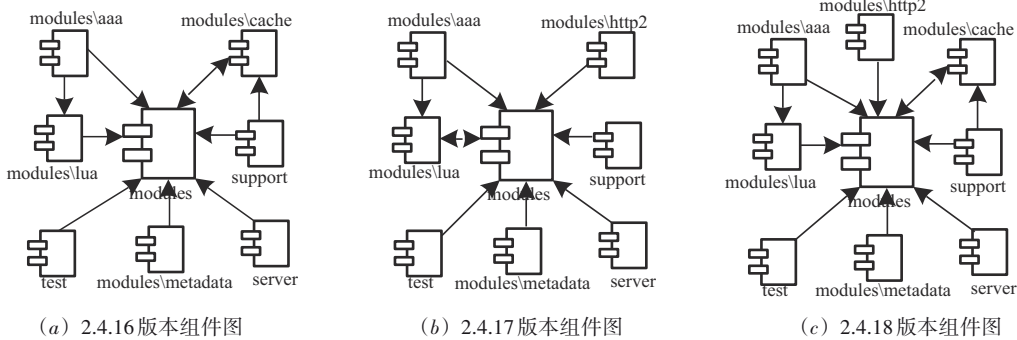 modules\aaa
modules\cache
modules\lua
modules
support
test
modules\metadata
server
(a) 2.4.16版本组件图
modules\aaa
modules\http2
modules\lua
modules
support
test
modules\metadata
server
(b) 2.4.17版本组件图
modules\http2
modules\aaa
modules\cache
modules\lua
modules
support
test
modules\metadata
server
(c) 2.4.18版本组件图